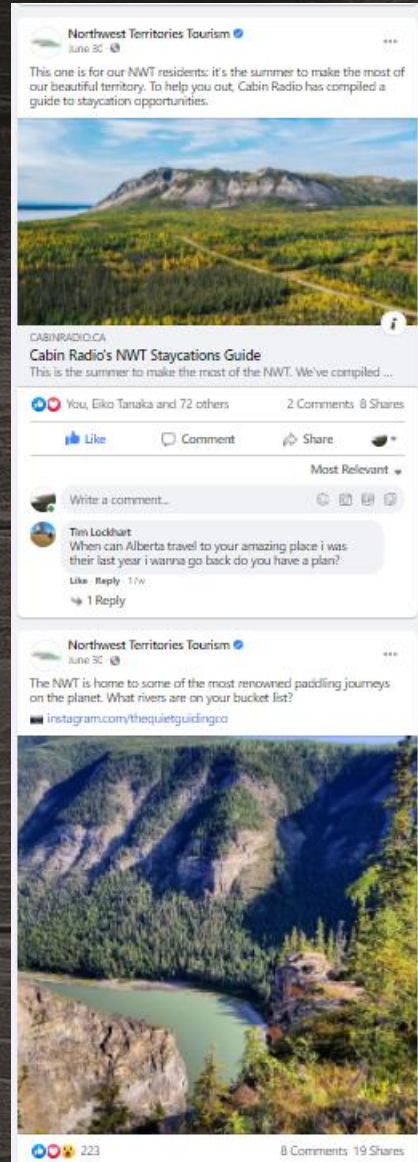 Northwest Territories Tourism
June 30
This one is for our NWT residents: it's the summer to make the most of
our beautiful territory. To help you out, Cabin Radio has compiled a
guide to staycation opportunities.
CABINRADIO.CA
Cabin Radio's NWT Staycations Guide
This is the summer to make the most of the NWT. We've compiled ...
You, Eiko Tanaka and 72 others 2 Comments 8 Shares
Like Comment Share
Most Relevant
Write a comment...
Tim Lockhart
When can Alberta travel to your amazing place i was
their last year i wanna go back do you have a plan?
Like · Reply · 17w
1 Reply
Northwest Territories Tourism
June 30
The NWT is home to some of the most renowned paddling journeys
on the planet. What rivers are on your bucket list?
instagram.com/thequietguidingco
223 8 Comments 19 Shares